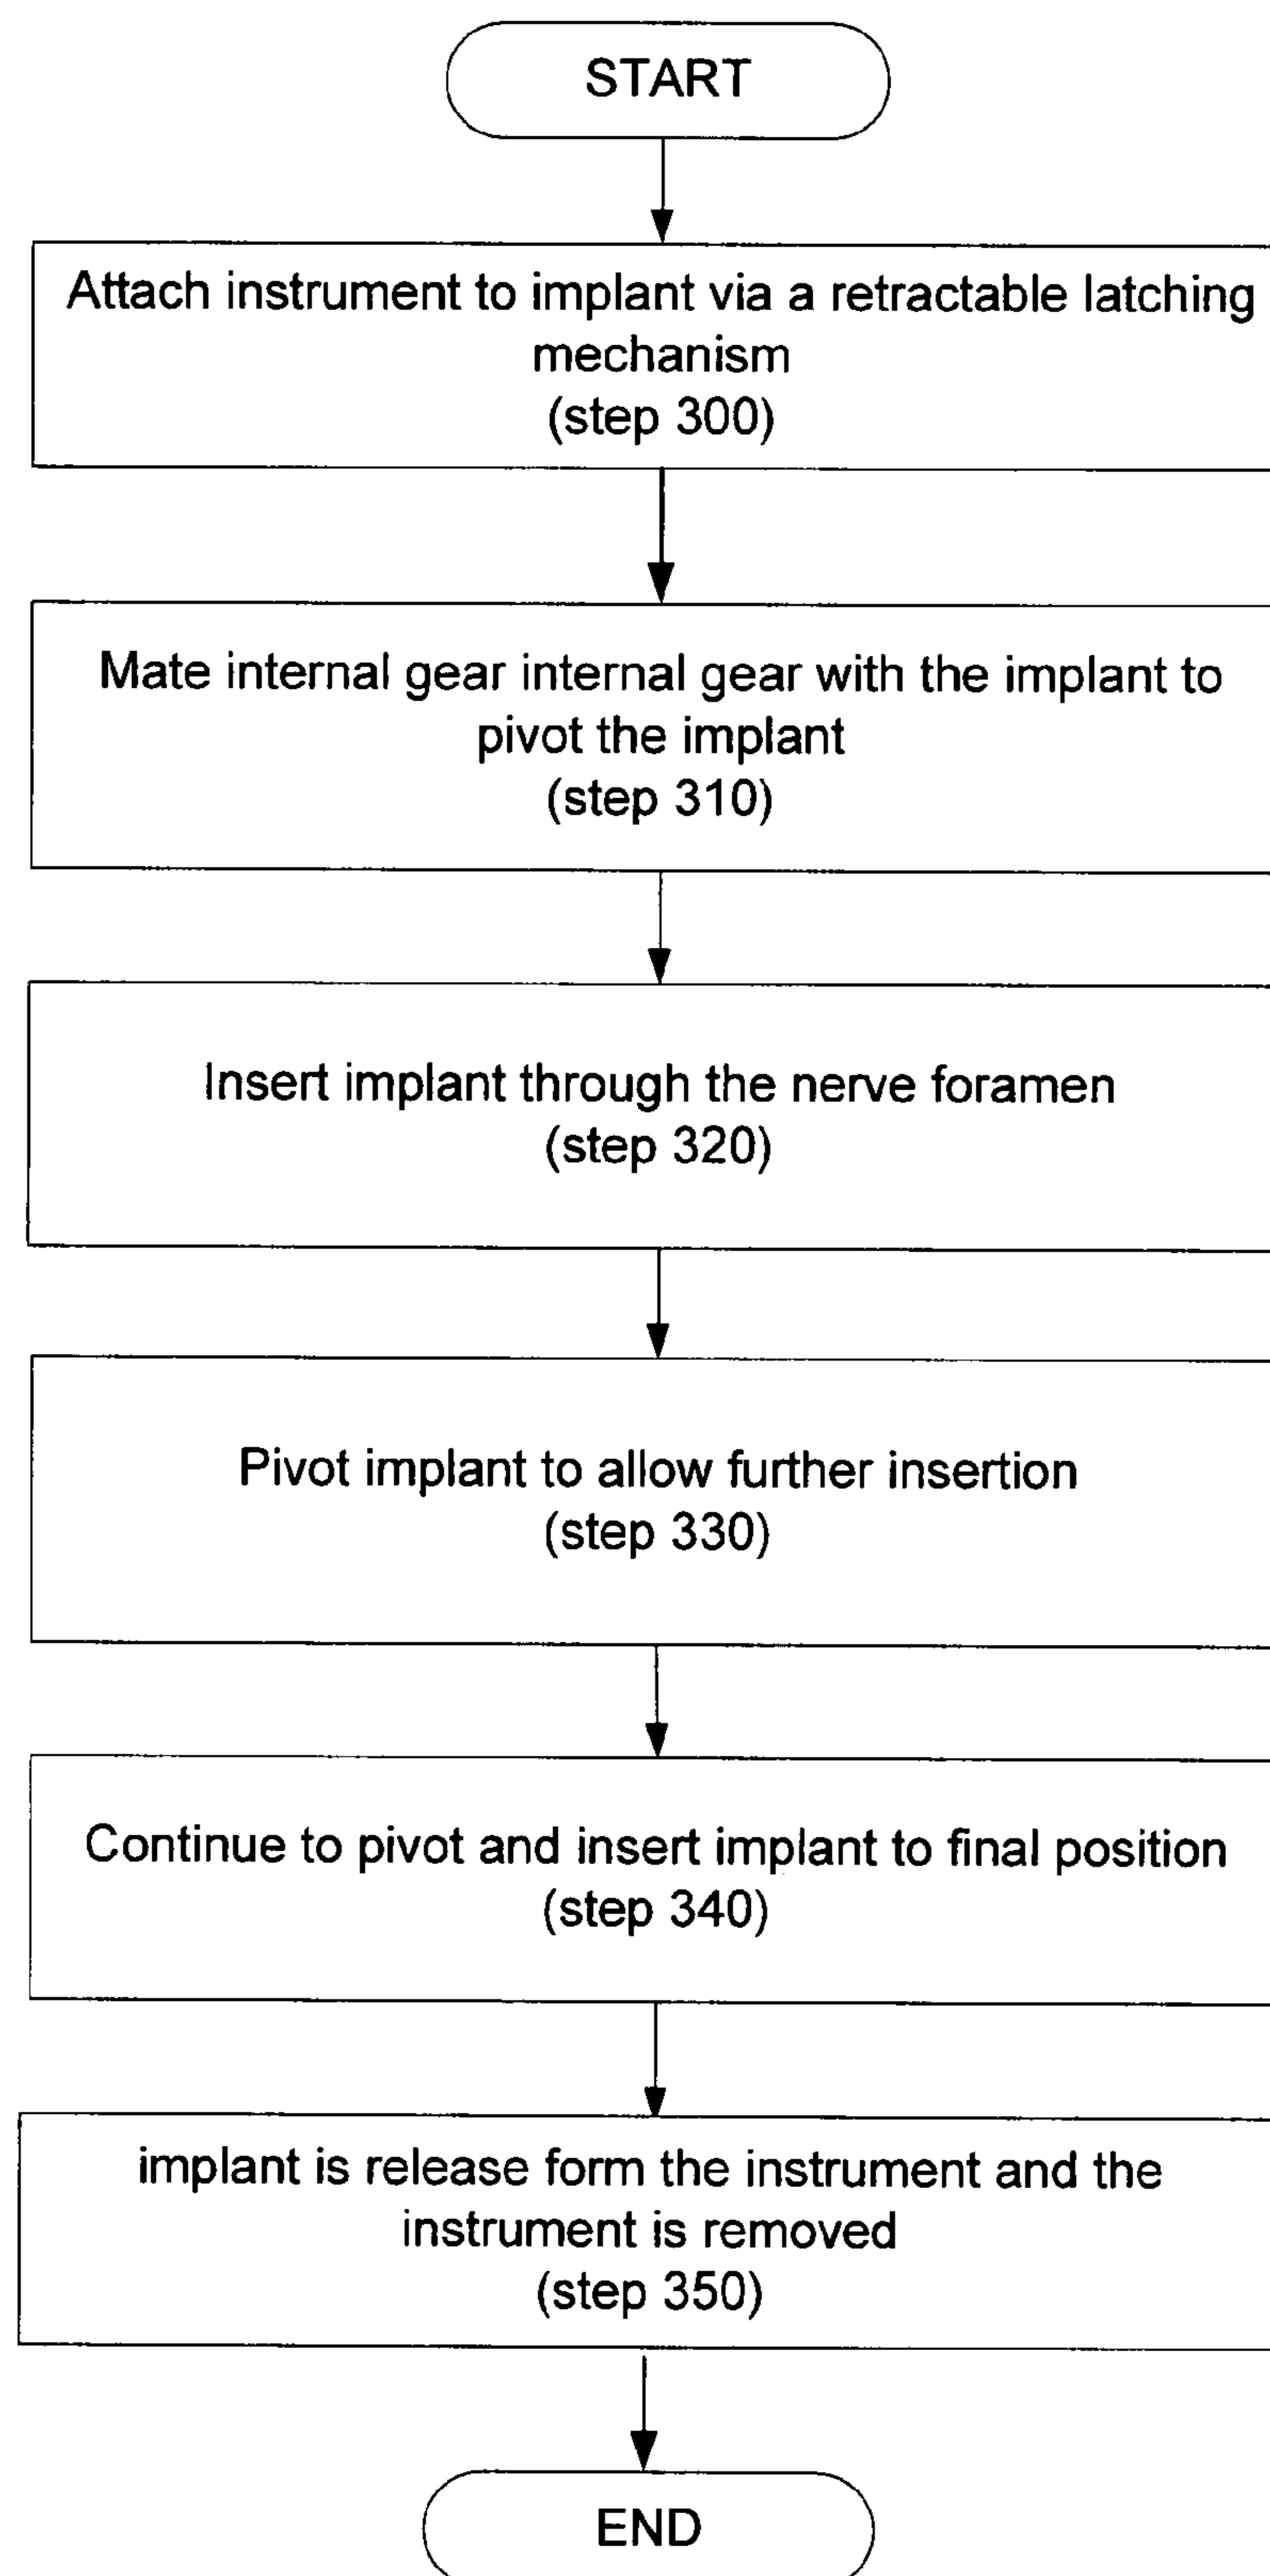 START
Attach instrument to implant via a retractable latching
mechanism
(step 300)
Mate internal gear internal gear with the implant to
pivot the implant
(step 310)
Insert implant through the nerve foramen
(step 320)
Pivot implant to allow further insertion
(step 330)
Continue to pivot and insert implant to final position
(step 340)
implant is release form the instrument and the
instrument is removed
(step 350)
END